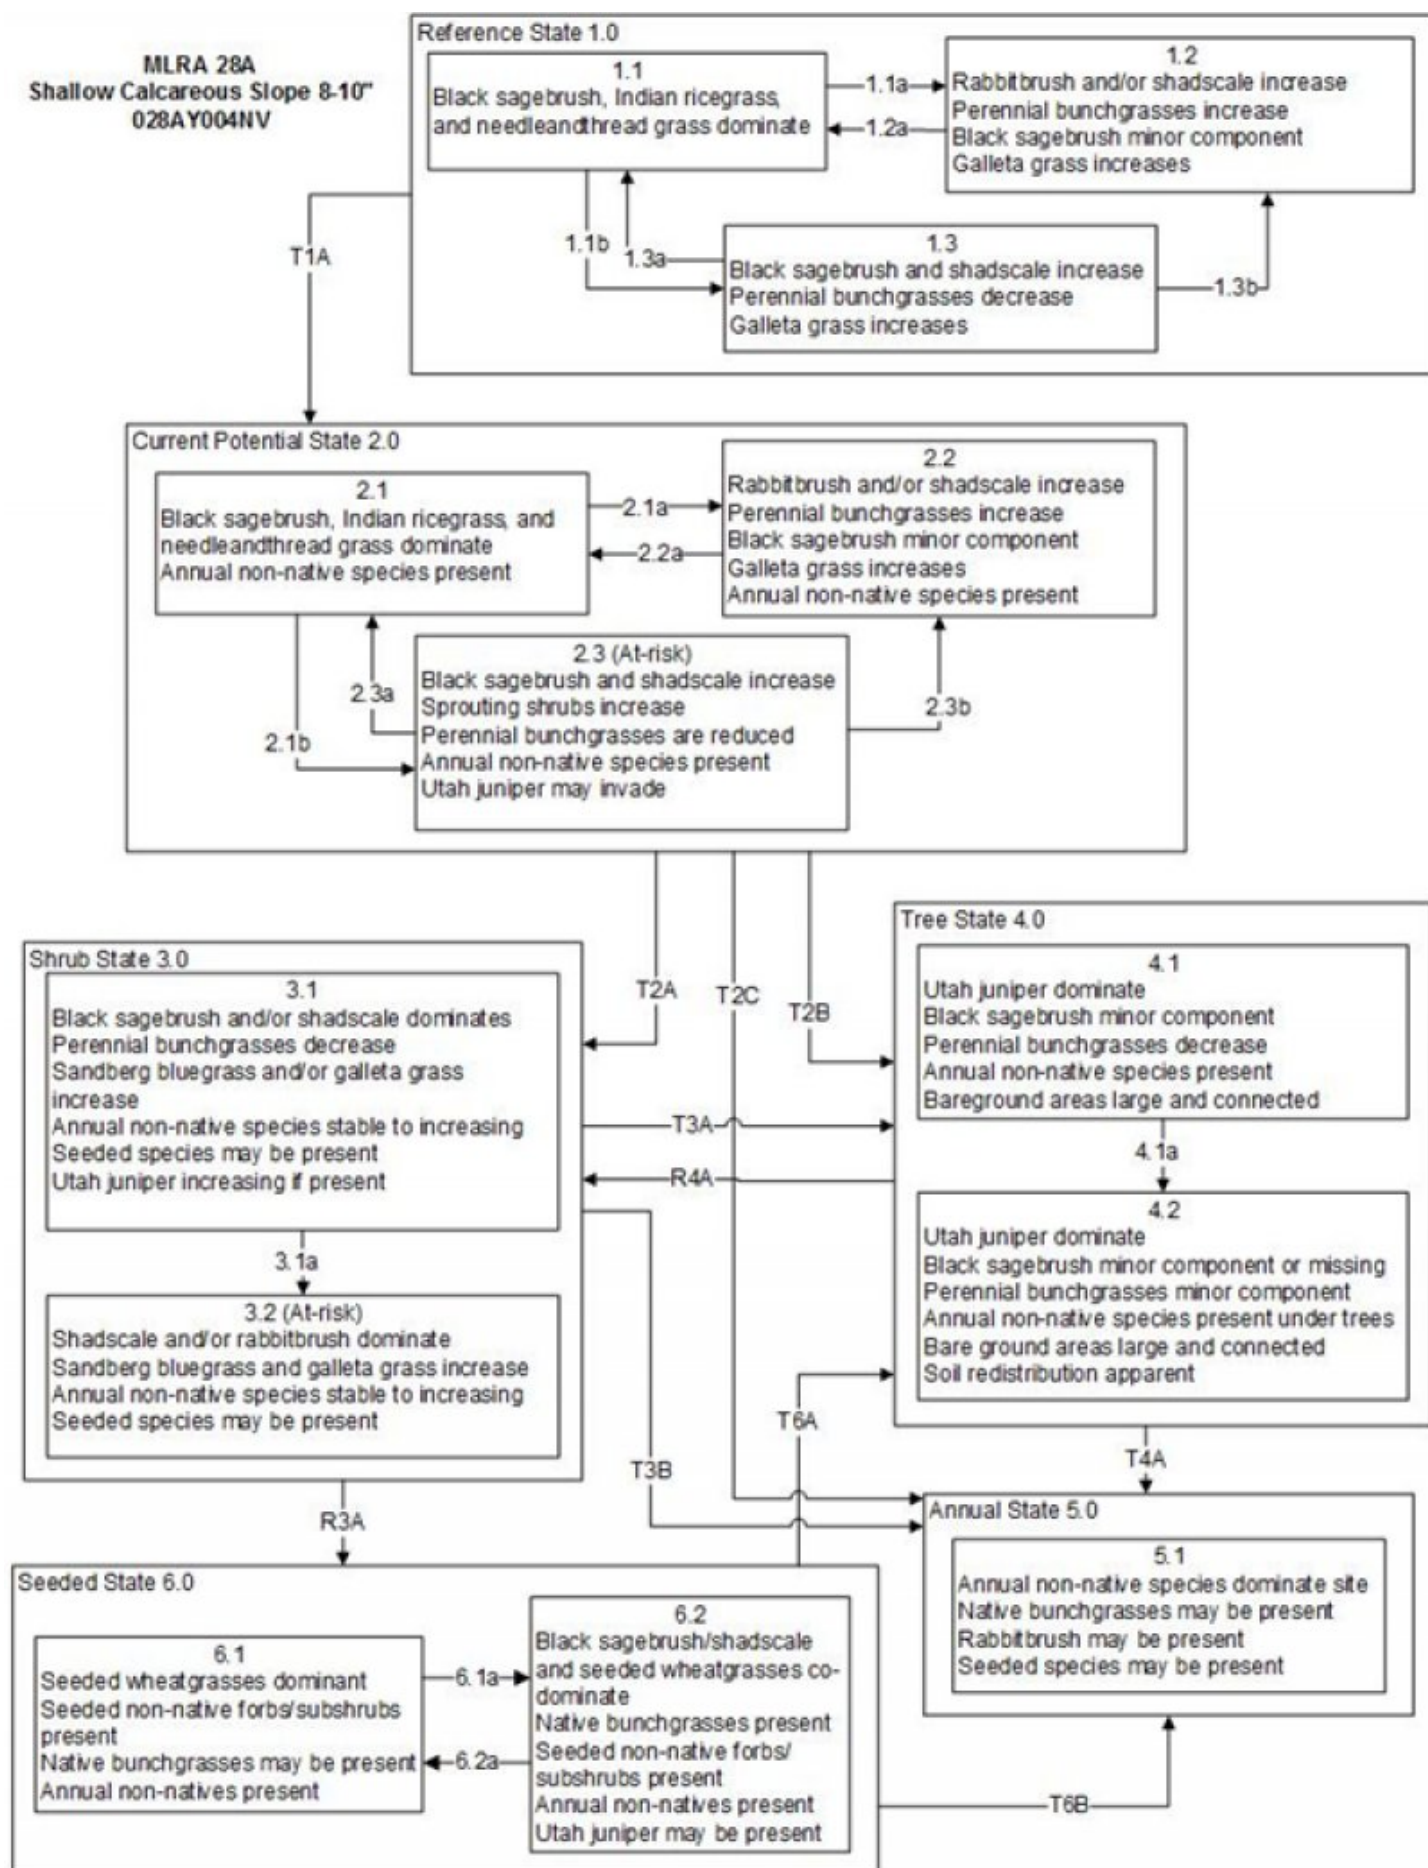 MLRA 28A
Shallow Calcareous Slope 8-10"
028AY004NV
Reference State 1.0
1.1
Black sagebrush, Indian ricegrass,
and needleandthread grass dominate
1.1a
1.2a
1.2
Rabbitbrush and/or shadscale increase
Perennial bunchgrasses increase
Black sagebrush minor component
Galleta grass increases
1.1b
1.3a
1.3
Black sagebrush and shadscale increase
Perennial bunchgrasses decrease
Galleta grass increases
1.3b
T1A
Current Potential State 2.0
2.1
Black sagebrush, Indian ricegrass, and
needleandthread grass dominate
Annual non-native species present
2.1a
2.2a
2.2
Rabbitbrush and/or shadscale increase
Perennial bunchgrasses increase
Black sagebrush minor component
Galleta grass increases
Annual non-native species present
2.1b
2.3a
2.3 (At-risk)
Black sagebrush and shadscale increase
Sprouting shrubs increase
Perennial bunchgrasses are reduced
Annual non-native species present
Utah juniper may invade
2.3b
T2A
T2C
T2B
Shrub State 3.0
3.1
Black sagebrush and/or shadscale dominates
Perennial bunchgrasses decrease
Sandberg bluegrass and/or galleta grass
increase
Annual non-native species stable to increasing
Seeded species may be present
Utah juniper increasing if present
3.1a
3.2 (At-risk)
Shadscale and/or rabbitbrush dominate
Sandberg bluegrass and galleta grass increase
Annual non-native species stable to increasing
Seeded species may be present
T3A
R4A
T3B
R3A
Tree State 4.0
4.1
Utah juniper dominate
Black sagebrush minor component
Perennial bunchgrasses decrease
Annual non-native species present
Bareground areas large and connected
4.1a
4.2
Utah juniper dominate
Black sagebrush minor component or missing
Perennial bunchgrasses minor component
Annual non-native species present under trees
Bare ground areas large and connected
Soil redistribution apparent
T6A
T4A
Annual State 5.0
5.1
Annual non-native species dominate site
Native bunchgrasses may be present
Rabbitbrush may be present
Seeded species may be present
Seeded State 6.0
6.1
Seeded wheatgrasses dominant
Seeded non-native forbs/subshrubs
present
Native bunchgrasses may be present
Annual non-natives present
6.1a
6.2a
6.2
Black sagebrush/shadscale
and seeded wheatgrasses co-
dominate
Native bunchgrasses present
Seeded non-native forbs/
subshrubs present
Annual non-natives present
Utah juniper may be present
T6B